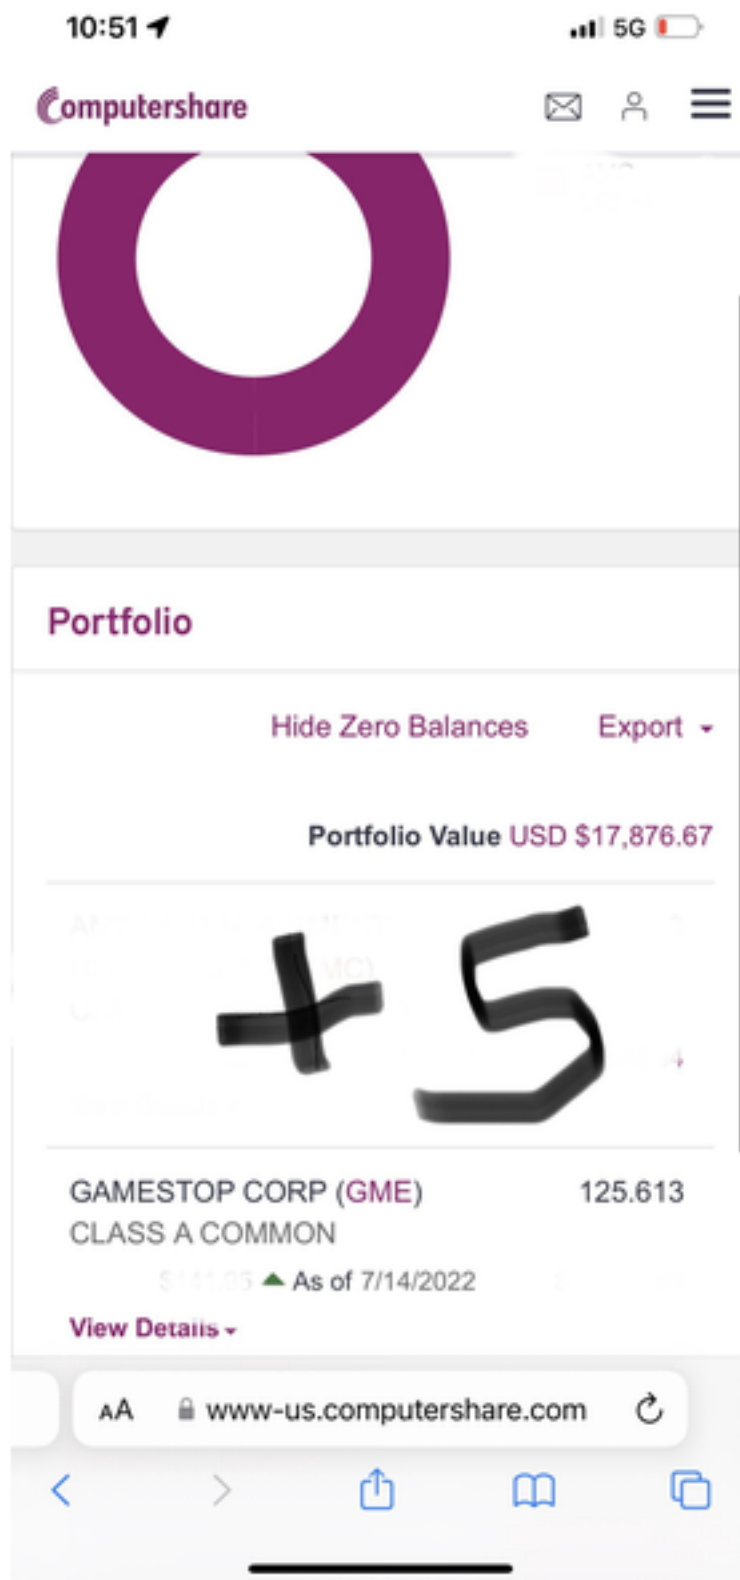 10:51
5G
Computershare
Portfolio
Hide Zero Balances
Export
Portfolio Value USD $17,876.67
+ 5
GAMESTOP CORP (GME)
125.613
CLASS A COMMON
As of 7/14/2022
View Details
AA
www-us.computershare.com